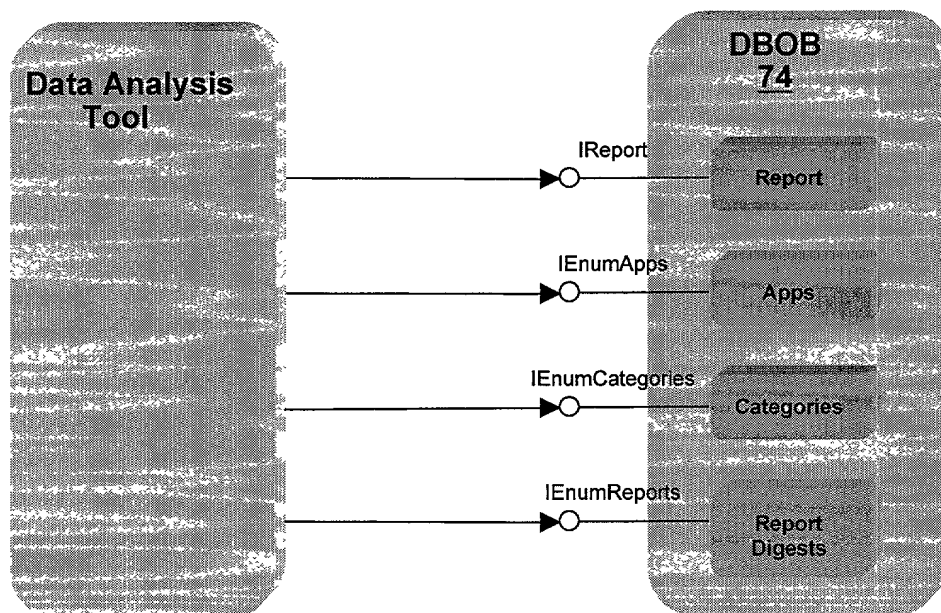 Data Analysis
Tool
DBOB
74
IReport
Report
IEnumApps
Apps
IEnumCategories
Categories
IEnumReports
Report
Digests